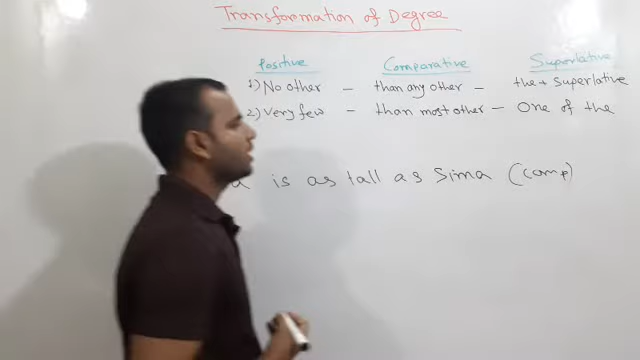 Transformation of Degree
Positive Comparative Superlative
1) No other - than any other - the + Superlative
2) Very few - than most other - One of the
is as tall as Sima (comp)